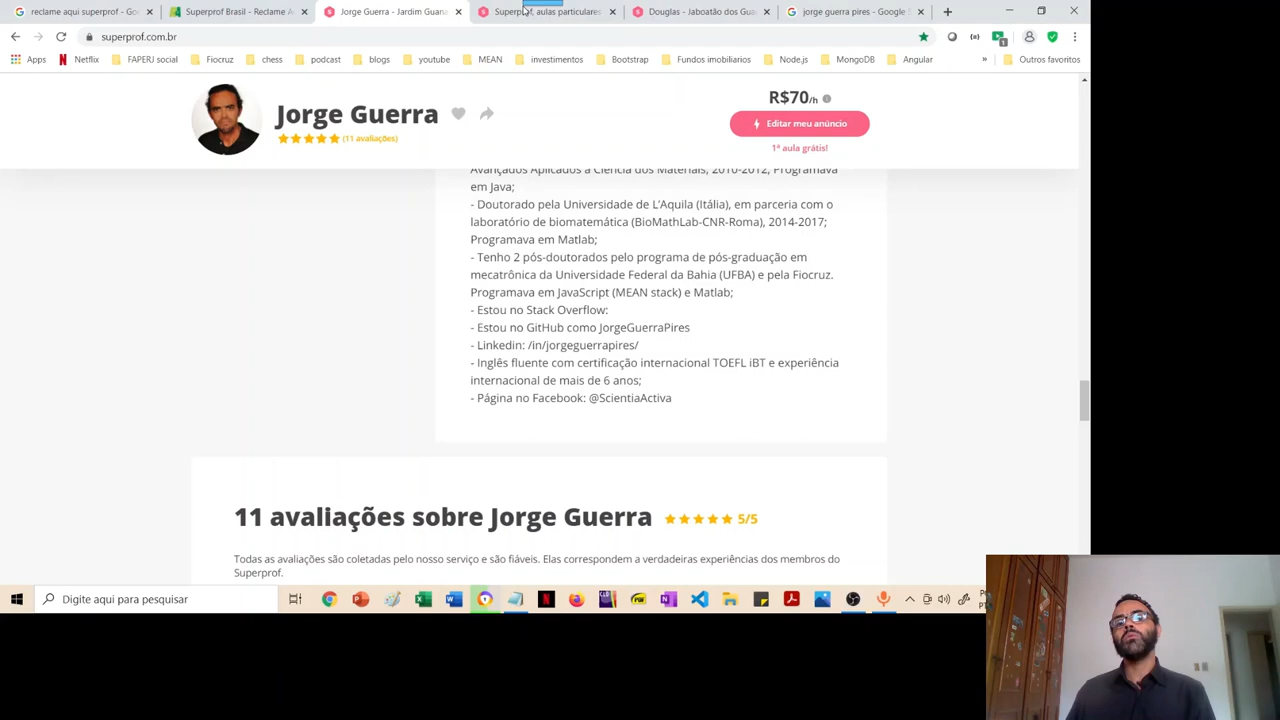 reclame aqui superprof - Goo
Superprof Brasil - Reclame A
Jorge Guerra - Jardim Guana
Superprof, aulas particulares
Douglas - Jaboatão dos Gua
jorge guerra pires - Google S
superprof.com.br
Apps
Netflix
FAPERJ social
Fiocruz
chess
podcast
blogs
youtube
MEAN
investimentos
Bootstrap
Fundos imobiliarios
Node.js
MongoDB
Angular
»
Outros favoritos
Jorge Guerra
(11 avaliações)
R$70/h
Editar meu anúncio
1ª aula grátis!
Avançados Aplicados à Ciência dos Materiais, 2010-2012, Programava
em Java;
- Doutorado pela Universidade de L'Aquila (Itália), em parceria com o
laboratório de biomatemática (BioMathLab-CNR-Roma), 2014-2017;
Programava em Matlab;
- Tenho 2 pós-doutorados pelo programa de pós-graduação em
mecatrônica da Universidade Federal da Bahia (UFBA) e pela Fiocruz.
Programava em JavaScript (MEAN stack) e Matlab;
- Estou no Stack Overflow:
- Estou no GitHub como JorgeGuerraPires
- Linkedin: /in/jorgeguerrapires/
- Inglês fluente com certificação internacional TOEFL iBT e experiência
internacional de mais de 6 anos;
- Página no Facebook: @ScientiaActiva
11 avaliações sobre Jorge Guerra 5/5
Todas as avaliações são coletadas pelo nosso serviço e são fiáveis. Elas correspondem a verdadeiras experiências dos membros do
Superprof.
Digite aqui para pesquisar